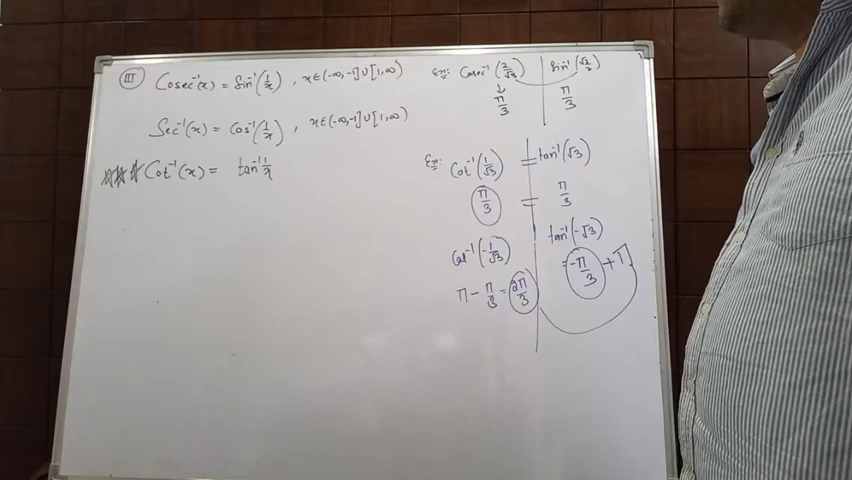 III Cosec⁻¹(x) = Sin⁻¹(1/x), x∈(-∞,-1]∪[1,∞)
Sec⁻¹(x) = Cos⁻¹(1/x), x∈(-∞,-1]∪[1,∞)
*** Cot⁻¹(x) = tan⁻¹ 1/x
Ex: Cosec⁻¹(2/√3) Sin⁻¹(√3/2)
↓
π/3 π/3
Ex: Cot⁻¹(1/√3) = tan⁻¹(√3)
π/3 = π/3
Cot⁻¹(-1/√3) tan⁻¹(-√3)
π - π/3 = 2π/3 = -π/3 + π